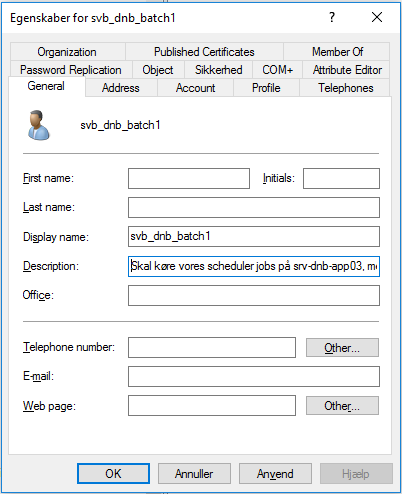 Egenskaber for svb_dnb_batch1
Organization Published Certificates Member Of
Password Replication Object Sikkerhed COM+ Attribute Editor
General Address Account Profile Telephones
svb_dnb_batch1
First name: Initials:
Last name:
Display name: svb_dnb_batch1
Description: Skal køre vores scheduler jobs på srv-dnb-app03, m
Office:
Telephone number: Other...
E-mail:
Web page: Other...
OK Annuller Anvend Hjælp